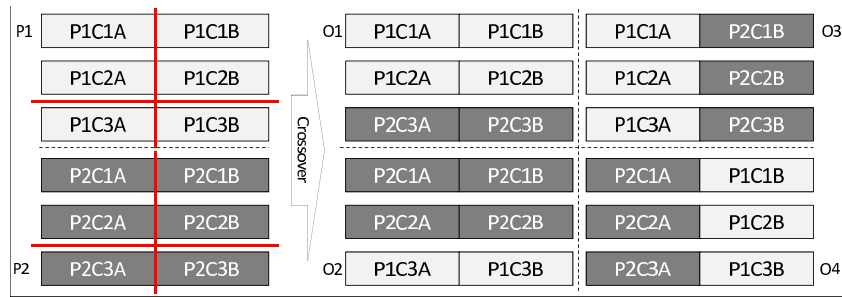 P1 P1C1A P1C1B O1 P1C1A P1C1B P1C1A P2C1B O3
P1C2A P1C2B P1C2A P1C2B P1C2A P2C2B
P1C3A P1C3B P2C3A P2C3B P1C3A P2C3B
Crossover
P2C1A P2C1B P2C1A P2C1B P2C1A P1C1B
P2C2A P2C2B P2C2A P2C2B P2C2A P1C2B
P2 P2C3A P2C3B O2 P1C3A P1C3B P2C3A P1C3B O4